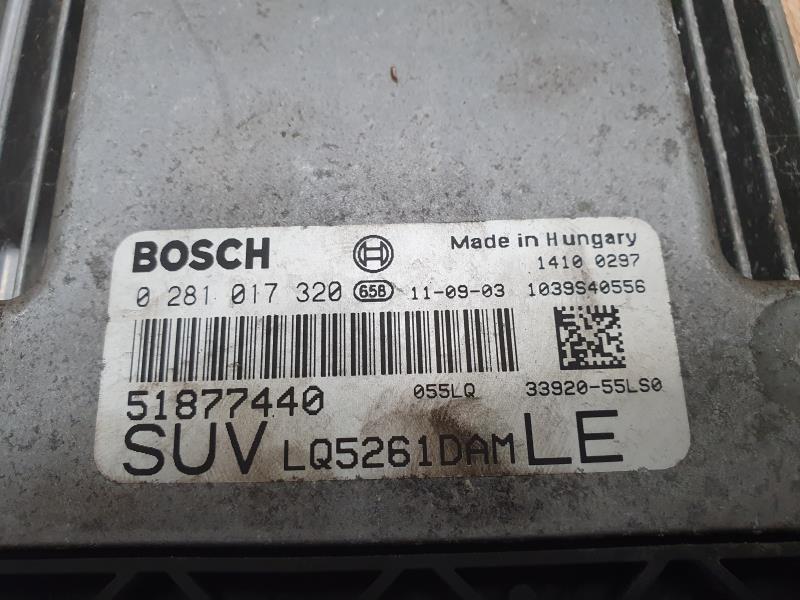 BOSCH Made in Hungary
1410 0297
0 281 017 320 65B 11-09-03 1039S40556
51877440 055LQ 33920-55LS0
SUV LQ5261DAM LE